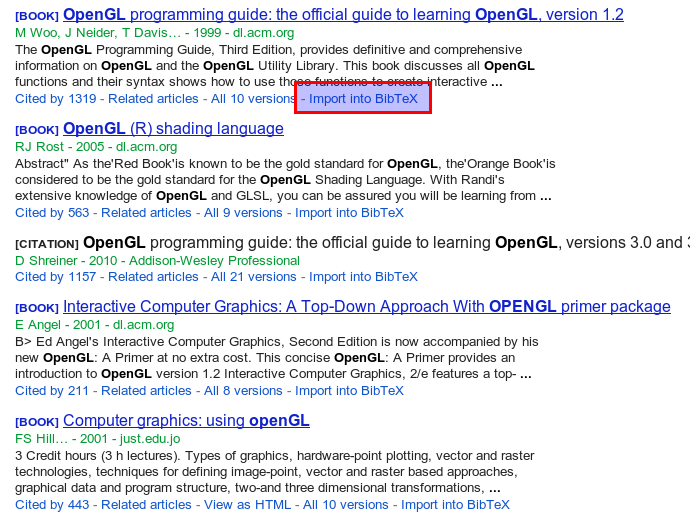 [BOOK] OpenGL programming guide: the official guide to learning OpenGL, version 1.2
M Woo, J Neider, T Davis... - 1999 - dl.acm.org
The OpenGL Programming Guide, Third Edition, provides definitive and comprehensive
information on OpenGL and the OpenGL Utility Library. This book discusses all OpenGL
functions and their syntax shows how to use those functions to create interactive ...
Cited by 1319 - Related articles - All 10 versions - Import into BibTeX
[BOOK] OpenGL (R) shading language
RJ Rost - 2005 - dl.acm.org
Abstract" As the'Red Book'is known to be the gold standard for OpenGL, the'Orange Book'is
considered to be the gold standard for the OpenGL Shading Language. With Randi's
extensive knowledge of OpenGL and GLSL, you can be assured you will be learning from ...
Cited by 563 - Related articles - All 9 versions - Import into BibTeX
[CITATION] OpenGL programming guide: the official guide to learning OpenGL, versions 3.0 and 3
D Shreiner - 2010 - Addison-Wesley Professional
Cited by 1157 - Related articles - All 21 versions - Import into BibTeX
[BOOK] Interactive Computer Graphics: A Top-Down Approach With OPENGL primer package
E Angel - 2001 - dl.acm.org
B> Ed Angel's Interactive Computer Graphics, Second Edition is now accompanied by his
new OpenGL: A Primer at no extra cost. This concise OpenGL: A Primer provides an
introduction to OpenGL version 1.2 Interactive Computer Graphics, 2/e features a top- ...
Cited by 211 - Related articles - All 8 versions - Import into BibTeX
[BOOK] Computer graphics: using openGL
FS Hill... - 2001 - just.edu.jo
3 Credit hours (3 h lectures). Types of graphics, hardware-point plotting, vector and raster
technologies, techniques for defining image-point, vector and raster based approaches,
graphical data and program structure, two-and three dimensional transformations, ...
Cited by 443 - Related articles - View as HTML - All 10 versions - Import into BibTeX